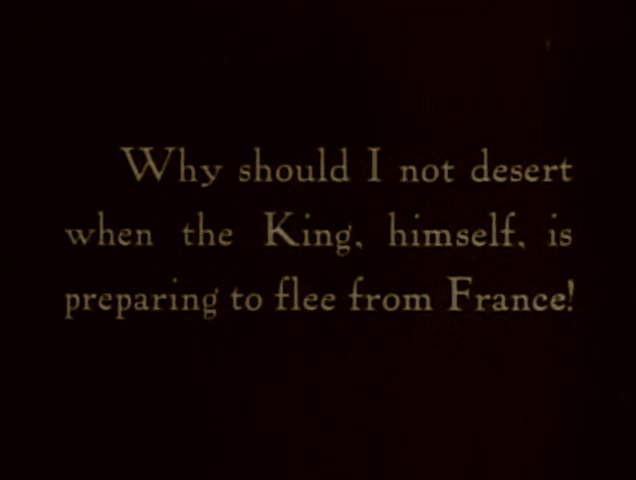 Why should I not desert
when the King, himself, is
preparing to flee from France!